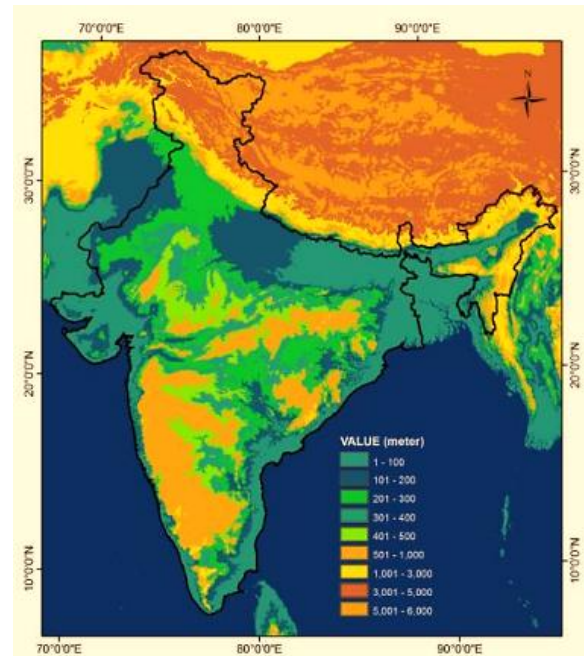 70°0'0"E 80°0'0"E 90°0'0"E
N
30°0'0"N 30°0'0"N
20°0'0"N 20°0'0"N
VALUE (meter)
1 - 100
101 - 200
201 - 300
301 - 400
401 - 500
501 - 1,000
1,001 - 3,000
3,001 - 5,000
5,001 - 6,000
10°0'0"N 10°0'0"N
70°0'0"E 80°0'0"E 90°0'0"E